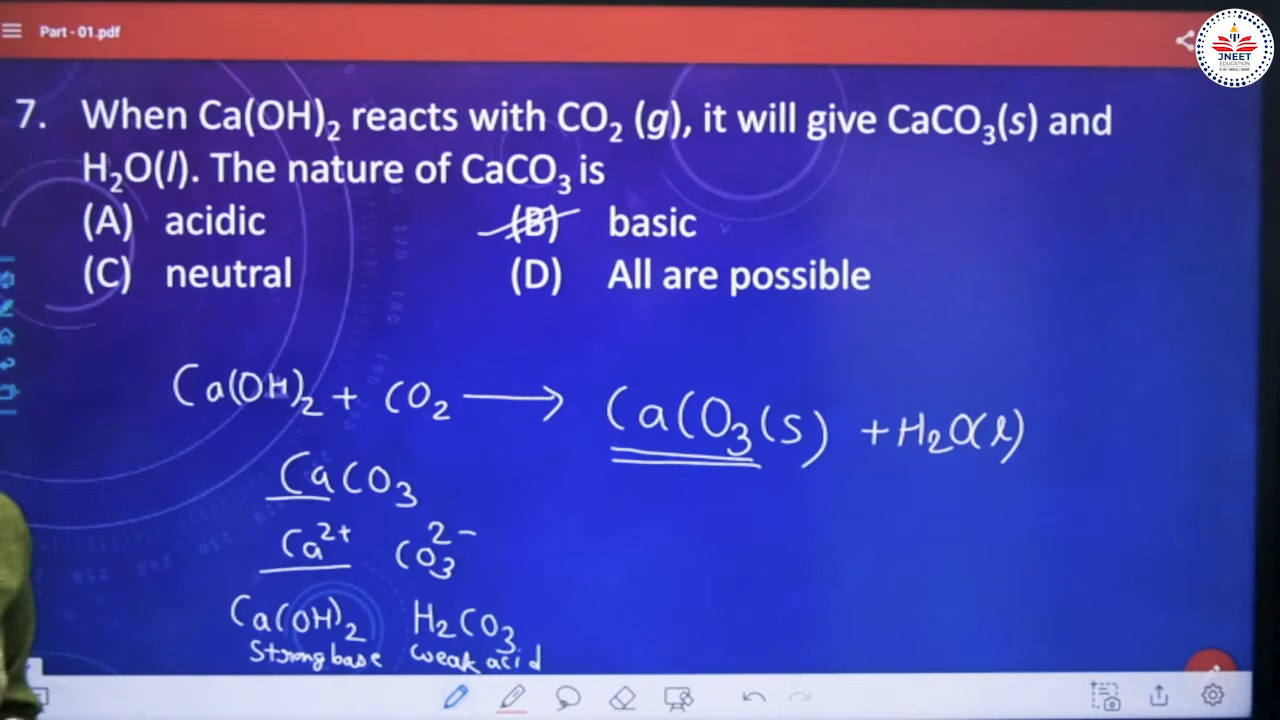 Part - 01.pdf
JNEET
EDUCATION
7. When Ca(OH)₂ reacts with CO₂ (g), it will give CaCO₃(s) and
H₂O(l). The nature of CaCO₃ is
(A) acidic (B) basic
(C) neutral (D) All are possible
Ca(OH)₂ + CO₂ ⟶ CaCO₃(s) + H₂O(l)
CaCO₃
Ca²⁺ CO₃²⁻
Ca(OH)₂ H₂CO₃
Strong base weak acid